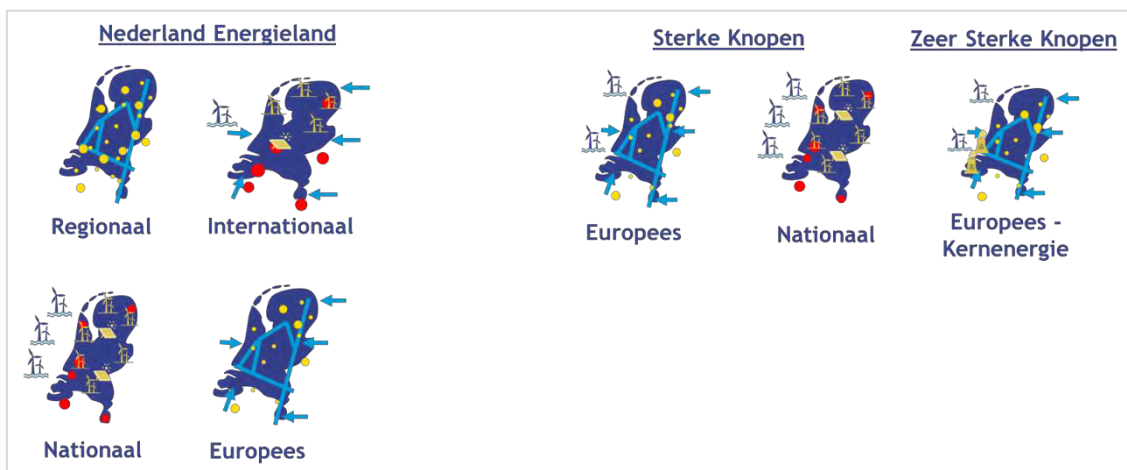 Nederland Energieland
Sterke Knopen
Zeer Sterke Knopen
Regionaal
Internationaal
Europees
Nationaal
Europees -
Kernenergie
Nationaal
Europees